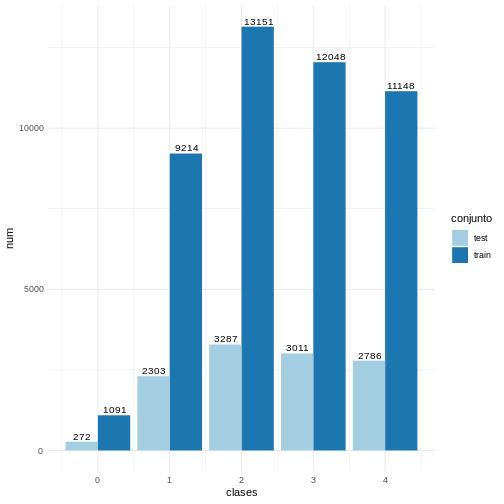 13151
12048
11148
10000
9214
conjunto
test
train
num
5000
3287
3011
2786
2303
1091
272
0
0 1 2 3 4
clases